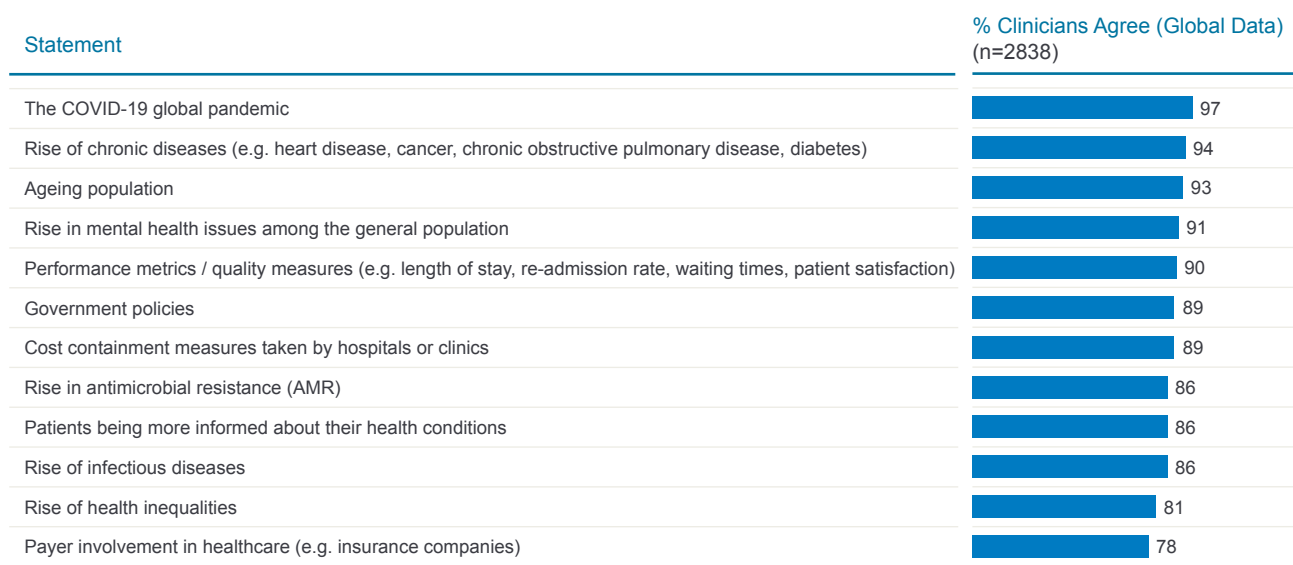 Statement
% Clinicians Agree (Global Data)
(n=2838)
The COVID-19 global pandemic
97
Rise of chronic diseases (e.g. heart disease, cancer, chronic obstructive pulmonary disease, diabetes)
94
Ageing population
93
Rise in mental health issues among the general population
91
Performance metrics / quality measures (e.g. length of stay, re-admission rate, waiting times, patient satisfaction)
90
Government policies
89
Cost containment measures taken by hospitals or clinics
89
Rise in antimicrobial resistance (AMR)
86
Patients being more informed about their health conditions
86
Rise of infectious diseases
86
Rise of health inequalities
81
Payer involvement in healthcare (e.g. insurance companies)
78